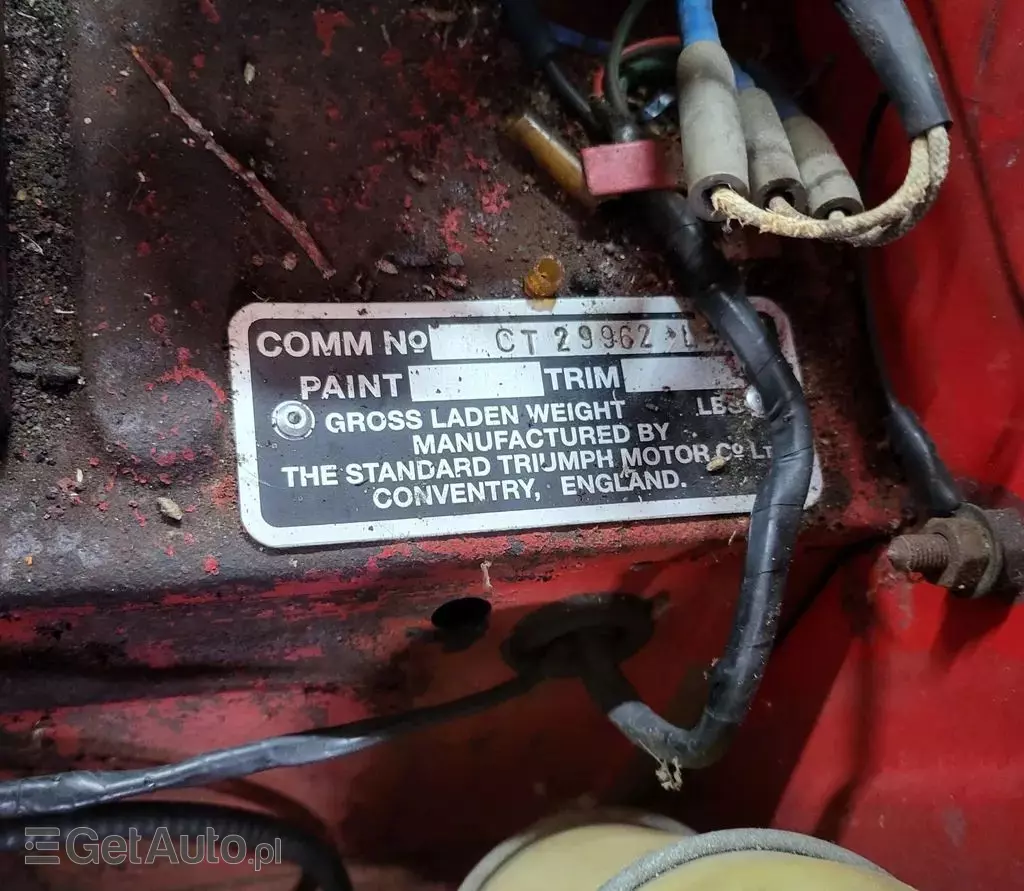 COMM Nº CT 29962 L
PAINT TRIM
GROSS LADEN WEIGHT LBS
MANUFACTURED BY
THE STANDARD TRIUMPH MOTOR Cº LT
CONVENTRY, ENGLAND.
GetAuto.pl